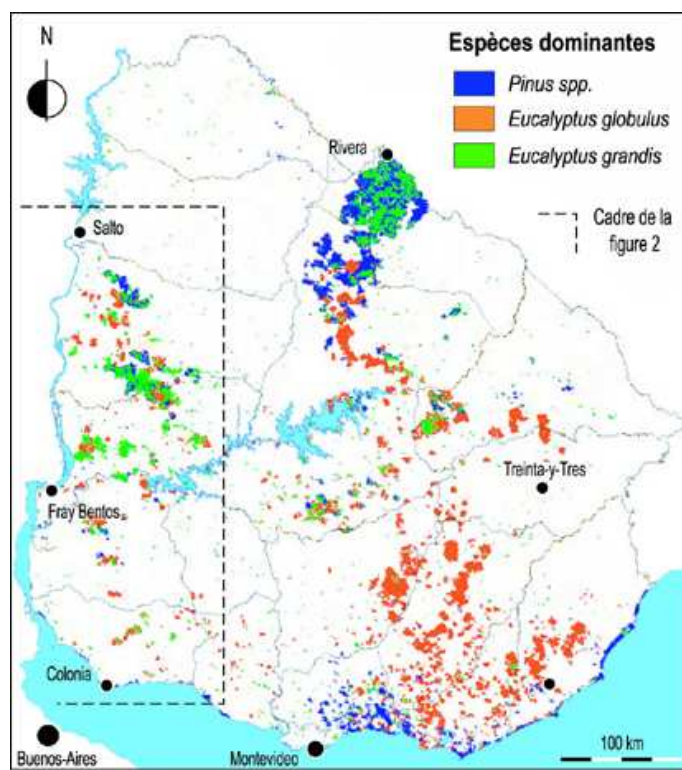 N
Espèces dominantes
Pinus spp.
Eucalyptus globulus
Eucalyptus grandis
Rivera
Cadre de la
figure 2
Salto
Treinta-y-Tres
Fray Bentos
Colonia
Buenos-Aires
Montevideo
100 km